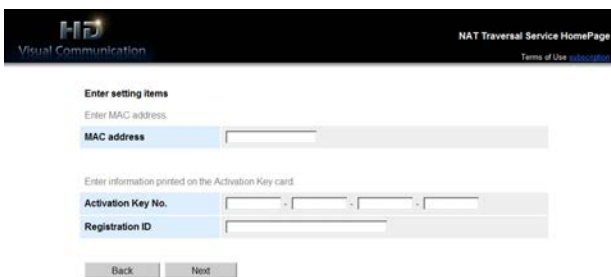 HD
Visual Communication
NAT Traversal Service HomePage
Terms of Use subscription
Enter setting items
Enter MAC address.
MAC address
Enter information printed on the Activation Key card.
Activation Key No.
- - -
Registration ID
Back Next